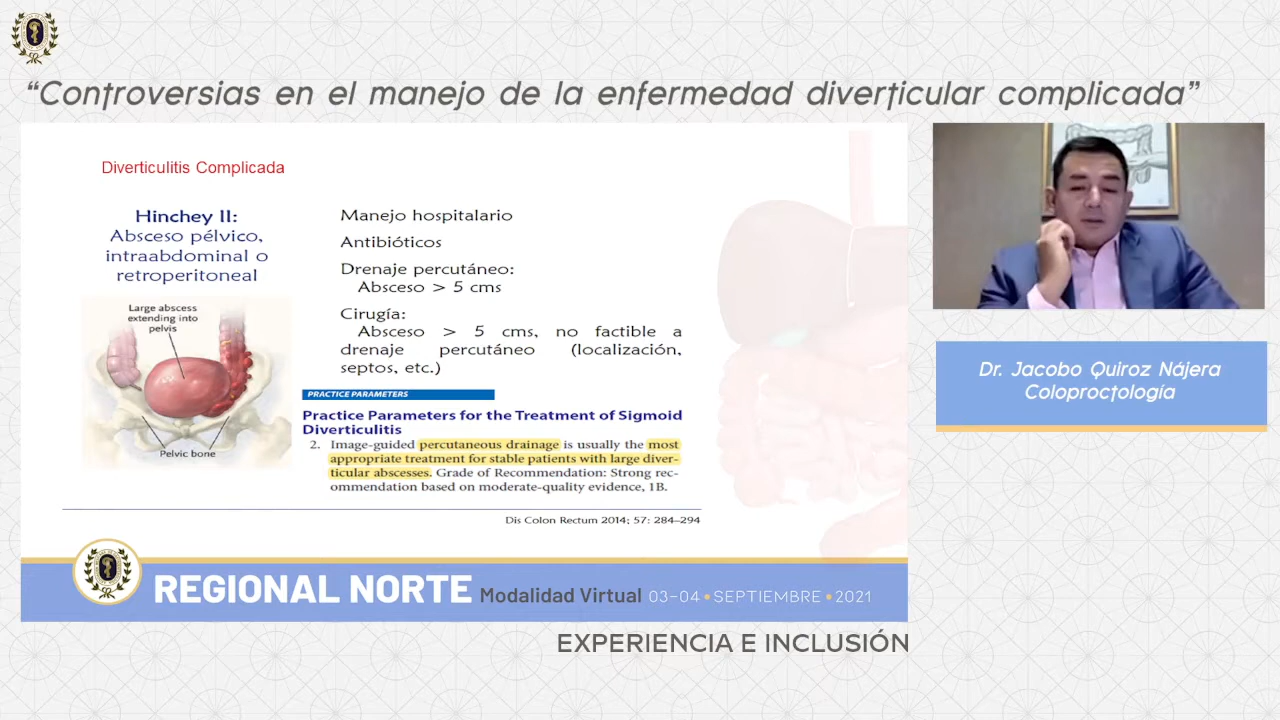 “Controversias en el manejo de la enfermedad diverticular complicada”
Diverticulitis Complicada
Hinchey II:
Absceso pélvico,
intraabdominal o
retroperitoneal
Large abscess
extending into
pelvis
Pelvic bone
Manejo hospitalario
Antibióticos
Drenaje percutáneo:
Absceso > 5 cms
Cirugía:
Absceso > 5 cms, no factible a
drenaje percutáneo (localización,
septos, etc.)
PRACTICE PARAMETERS
Practice Parameters for the Treatment of Sigmoid
Diverticulitis
2. Image-guided percutaneous drainage is usually the most
appropriate treatment for stable patients with large diver-
ticular abscesses. Grade of Recommendation: Strong rec-
ommendation based on moderate-quality evidence, 1B.
Dis Colon Rectum 2014; 57: 284–294
Dr. Jacobo Quiroz Nájera
Coloproctología
REGIONAL NORTE Modalidad Virtual 03-04•SEPTIEMBRE•2021
EXPERIENCIA E INCLUSIÓN